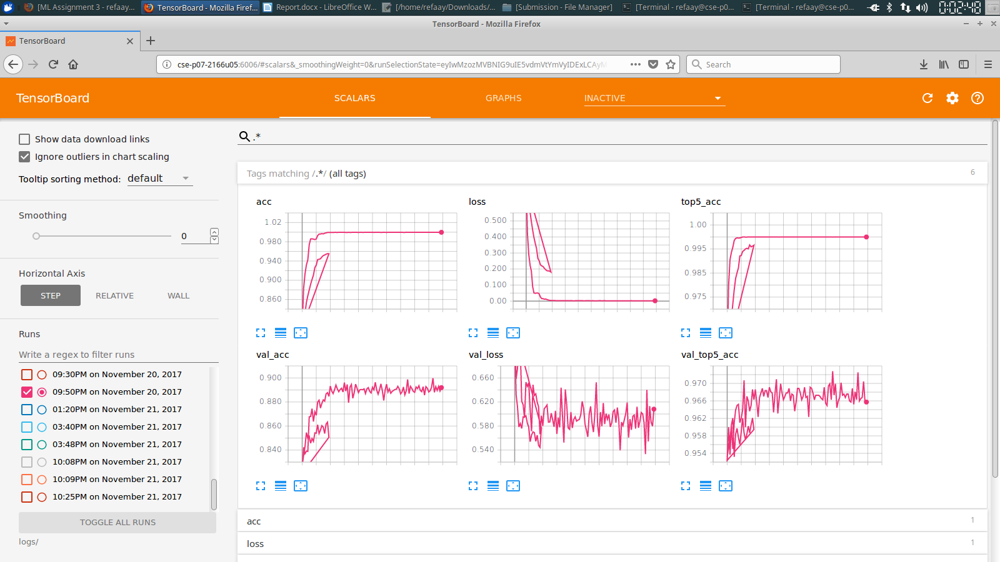 [ML Assignment 3 - refaay...
TensorBoard - Mozilla Firef...
Report.docx - LibreOffice W...
[/home/refaay/Downloads/...
[Submission - File Manager]
[Terminal - refaay@cse-p0...
[Terminal - refaay@cse-p0...
0:02:48
TensorBoard - Mozilla Firefox
TensorBoard
cse-p07-2166u05:6006/#scalars&_smoothingWeight=0&runSelectionState=eyIwMzozMVBNIG9uIE5vdmVtYmVyIDExLCAyM
Search
TensorBoard
SCALARS
GRAPHS
INACTIVE
Show data download links
Ignore outliers in chart scaling
Tooltip sorting method: default
Smoothing
0
Horizontal Axis
STEP
RELATIVE
WALL
Runs
Write a regex to filter runs
09:30PM on November 20, 2017
09:50PM on November 20, 2017
01:20PM on November 21, 2017
03:40PM on November 21, 2017
03:48PM on November 21, 2017
10:08PM on November 21, 2017
10:09PM on November 21, 2017
10:25PM on November 21, 2017
TOGGLE ALL RUNS
logs/
.*
Tags matching /.*/ (all tags)
6
acc
1.02
0.980
0.940
0.900
0.860
loss
0.500
0.400
0.300
0.200
0.100
0.00
top5_acc
1.00
0.995
0.985
0.975
val_acc
0.900
0.880
0.860
0.840
val_loss
0.660
0.620
0.580
0.540
val_top5_acc
0.970
0.966
0.962
0.958
0.954
acc
1
loss
1